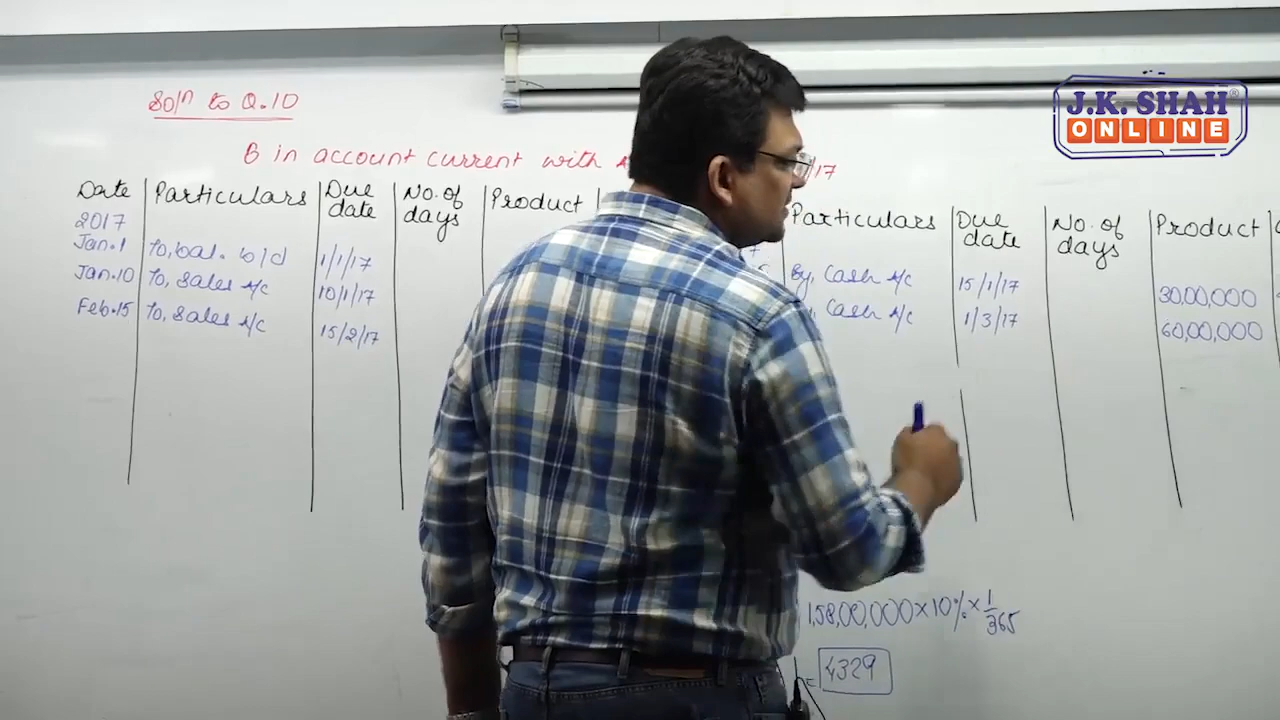 J.K. SHAH®
ONLINE
Soln to Q.10
B in account current with
/17
Date Particulars Due date No. of days Product
2017
Jan.1 To, bal. b/d 1/1/17
Jan.10 To, Sales A/c 10/1/17
Feb.15 To, Sales A/c 15/2/17
Particulars Due date No. of days Product
By, Cash A/c 15/1/17 30,00,000
Cash A/c 1/3/17 60,00,000
1,58,00,000 × 10% × 1/365
= 4329